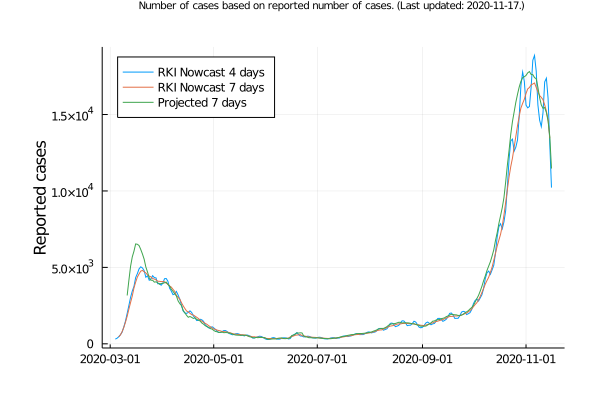 Number of cases based on reported number of cases. (Last updated: 2020-11-17.)
RKI Nowcast 4 days
RKI Nowcast 7 days
Projected 7 days
Reported cases
1.5×10⁴
1.0×10⁴
5.0×10³
0
2020-03-01 2020-05-01 2020-07-01 2020-09-01 2020-11-01